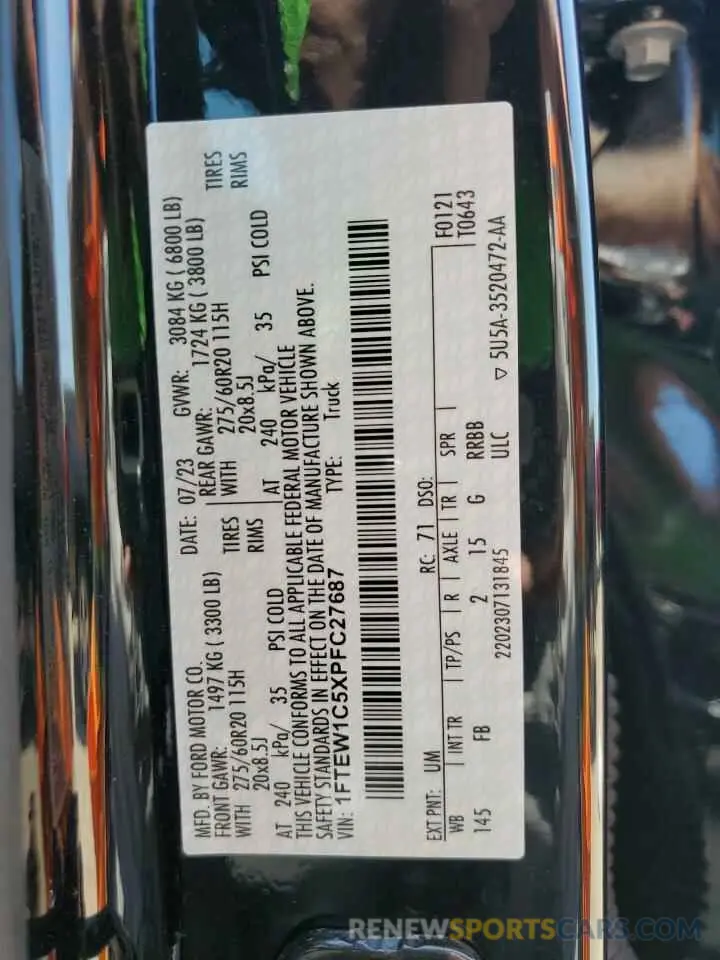 MFD. BY FORD MOTOR CO.
DATE: 07/23 GVWR: 3084 KG ( 6800 LB)
FRONT GAWR: 1497 KG ( 3300 LB) REAR GAWR: 1724 KG ( 3800 LB)
WITH 275/60R20 115H TIRES WITH 275/60R20 115H TIRES
20x8.5J RIMS 20x8.5J RIMS
AT 240 kPa/ 35 PSI COLD AT 240 kPa/ 35 PSI COLD
THIS VEHICLE CONFORMS TO ALL APPLICABLE FEDERAL MOTOR VEHICLE
SAFETY STANDARDS IN EFFECT ON THE DATE OF MANUFACTURE SHOWN ABOVE.
VIN: 1FTEW1C5XPFC27687 TYPE: Truck
EXT PNT: UM RC: 71 DSO: F0121
WB INT TR TP/PS R AXLE TR SPR T0643
145 FB 2 15 G RRBB
2202307131845 ULC ▽ 5U5A-3520472-AA
RENEWSPORTSCARS.COM